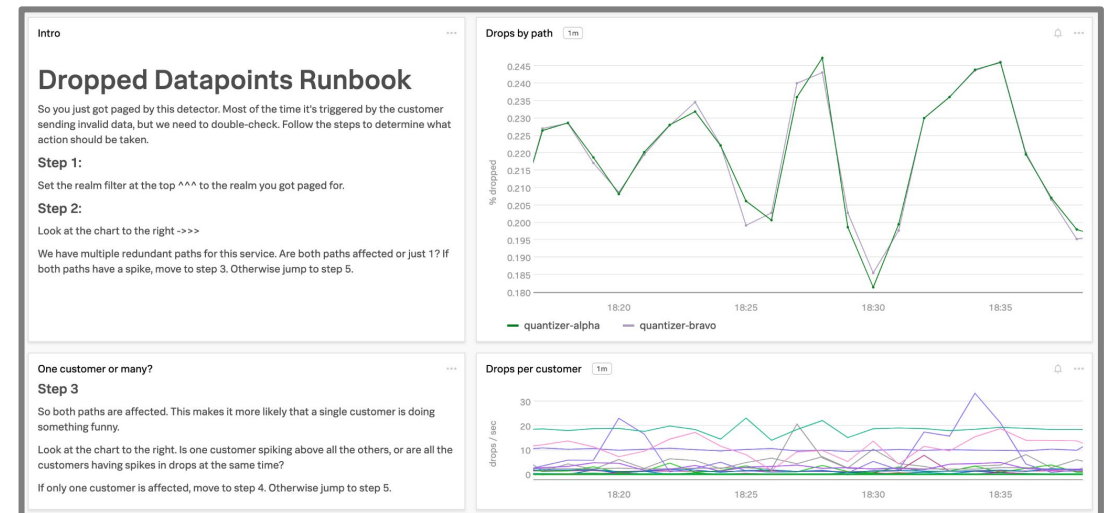 Intro
Dropped Datapoints Runbook
So you just got paged by this detector. Most of the time it's triggered by the customer
sending invalid data, but we need to double-check. Follow the steps to determine what
action should be taken.
Step 1:
Set the realm filter at the top ^^^ to the realm you got paged for.
Step 2:
Look at the chart to the right ->>>
We have multiple redundant paths for this service. Are both paths affected or just 1? If
both paths have a spike, move to step 3. Otherwise jump to step 5.
Drops by path 1m
% dropped
0.245
0.240
0.235
0.230
0.225
0.220
0.215
0.210
0.205
0.200
0.195
0.190
0.185
0.180
18:20 18:25 18:30 18:35
quantizer-alpha quantizer-bravo
One customer or many?
Step 3
So both paths are affected. This makes it more likely that a single customer is doing
something funny.
Look at the chart to the right. Is one customer spiking above all the others, or are all the
customers having spikes in drops at the same time?
If only one customer is affected, move to step 4. Otherwise jump to step 5.
Drops per customer 1m
drops / sec
30
20
10
0
18:20 18:25 18:30 18:35